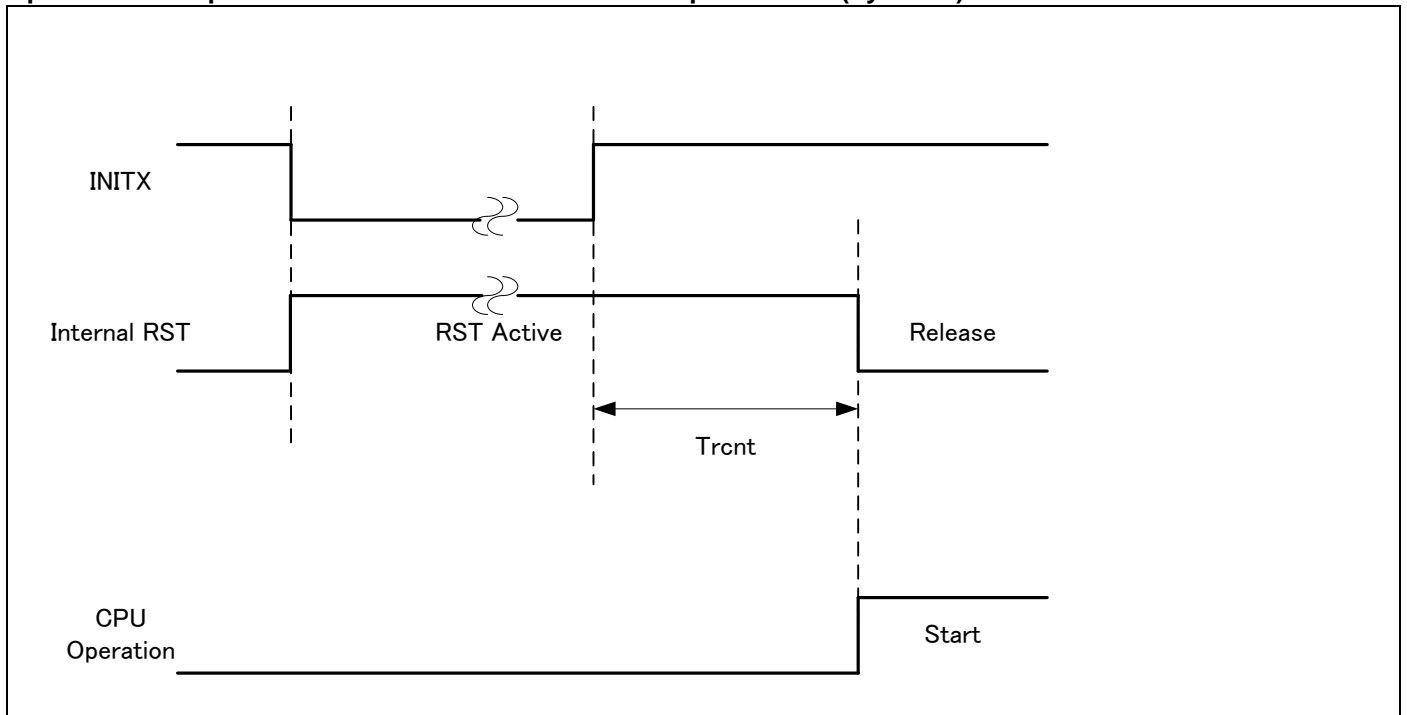 INITX
Internal RST
RST Active
Release
Trcnt
CPU
Operation
Start